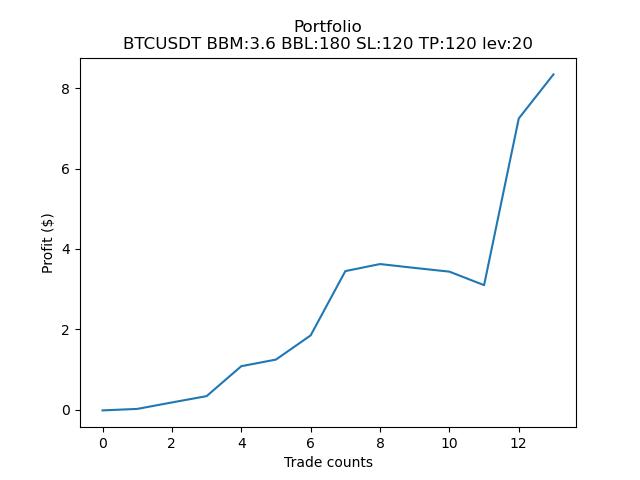 Portfolio
BTCUSDT BBM:3.6 BBL:180 SL:120 TP:120 lev:20
8
6
4
2
0
Profit ($)
0 2 4 6 8 10 12
Trade counts